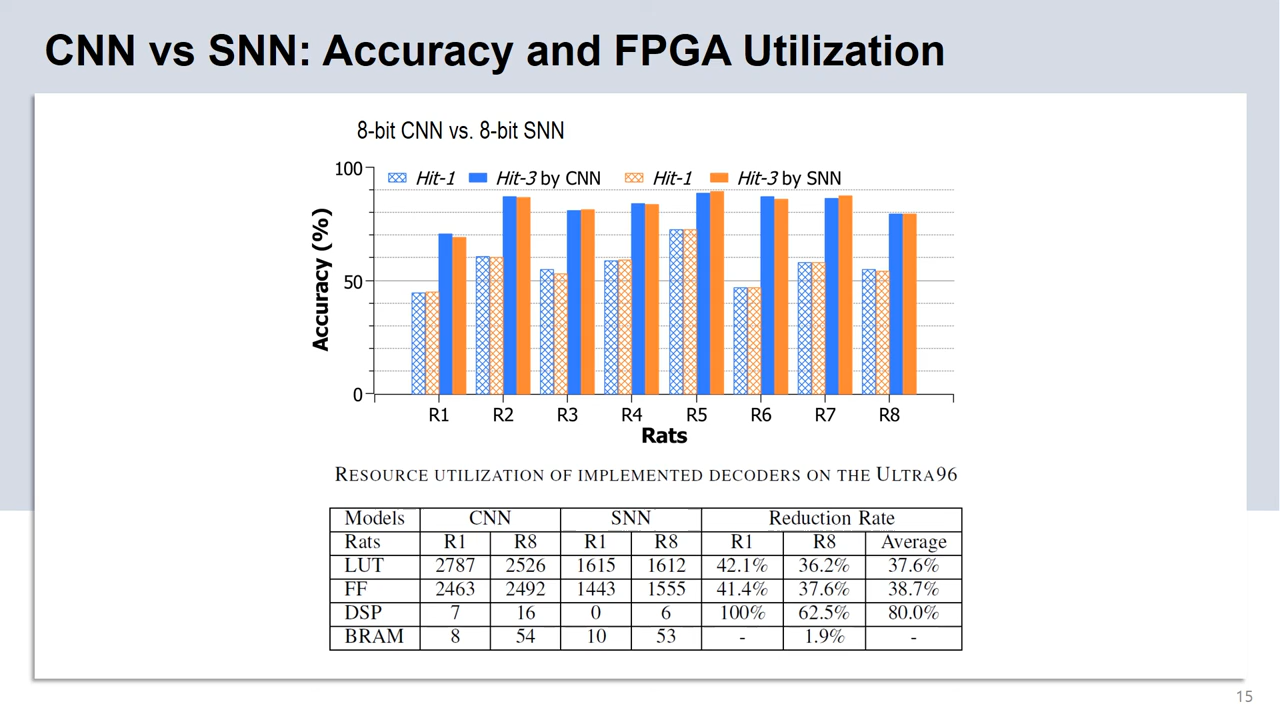 CNN vs SNN: Accuracy and FPGA Utilization
8-bit CNN vs. 8-bit SNN
100
Hit-1 Hit-3 by CNN Hit-1 Hit-3 by SNN
Accuracy (%)
50
0
R1 R2 R3 R4 R5 R6 R7 R8
Rats
RESOURCE UTILIZATION OF IMPLEMENTED DECODERS ON THE ULTRA96
Models CNN SNN Reduction Rate
Rats R1 R8 R1 R8 R1 R8 Average
LUT 2787 2526 1615 1612 42.1% 36.2% 37.6%
FF 2463 2492 1443 1555 41.4% 37.6% 38.7%
DSP 7 16 0 6 100% 62.5% 80.0%
BRAM 8 54 10 53 - 1.9% -
15